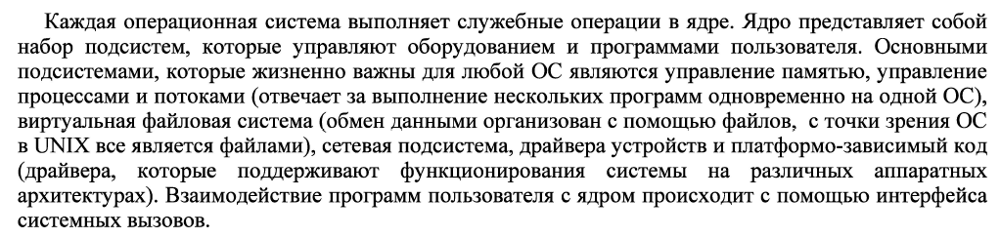 Каждая операционная система выполняет служебные операции в ядре. Ядро представляет собой
набор подсистем, которые управляют оборудованием и программами пользователя. Основными
подсистемами, которые жизненно важны для любой ОС являются управление памятью, управление
процессами и потоками (отвечает за выполнение нескольких программ одновременно на одной ОС),
виртуальная файловая система (обмен данными организован с помощью файлов,  с точки зрения ОС
в UNIX все является файлами), сетевая подсистема, драйвера устройств и платформо-зависимый код
(драйвера, которые поддерживают функционирования системы на различных аппаратных
архитектурах). Взаимодействие программ пользователя с ядром происходит с помощью интерфейса
системных вызовов.